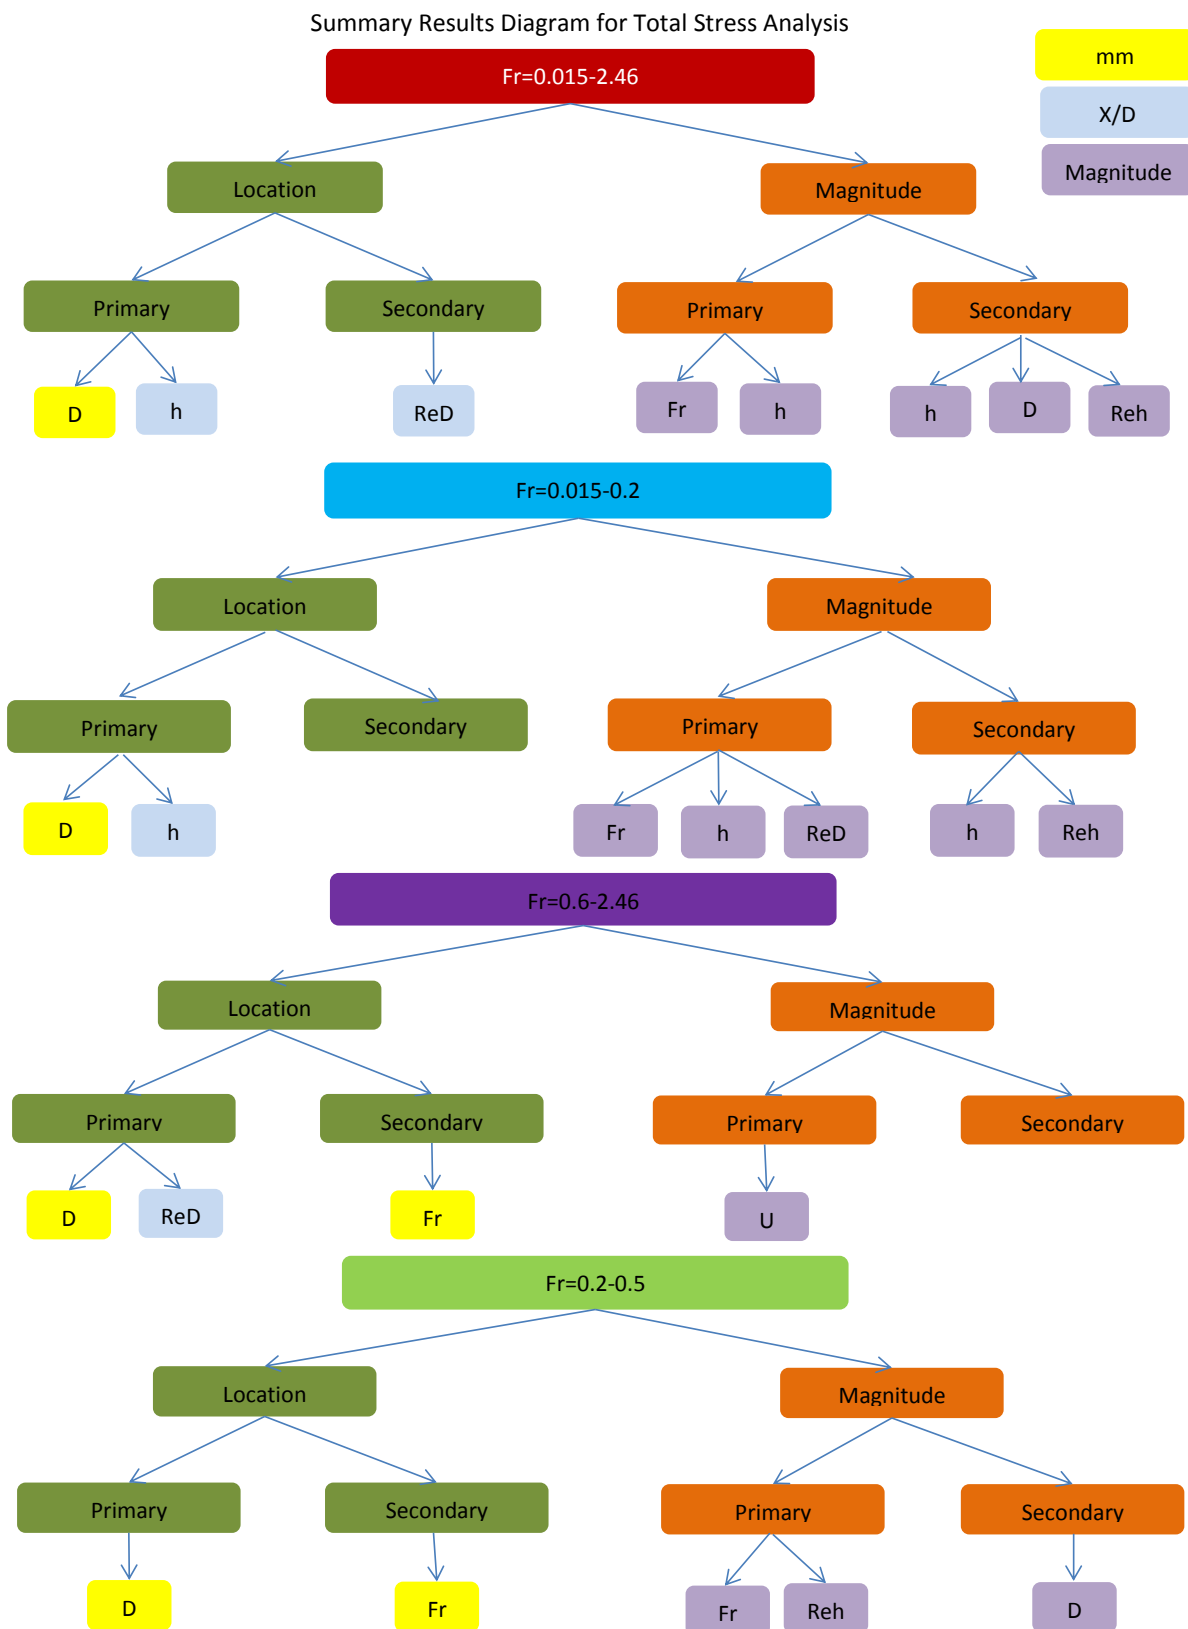 Summary Results Diagram for Total Stress Analysis
Fr=0.015-2.46
mm
X/D
Magnitude
Location
Magnitude
Primary
Secondary
Primary
Secondary
D
h
ReD
Fr
h
h
D
Reh
Fr=0.015-0.2
Location
Magnitude
Primary
Secondary
Primary
Secondary
D
h
Fr
h
ReD
h
Reh
Fr=0.6-2.46
Location
Magnitude
Primary
Secondary
Primary
Secondary
D
ReD
Fr
U
Fr=0.2-0.5
Location
Magnitude
Primary
Secondary
Primary
Secondary
D
Fr
Fr
Reh
D